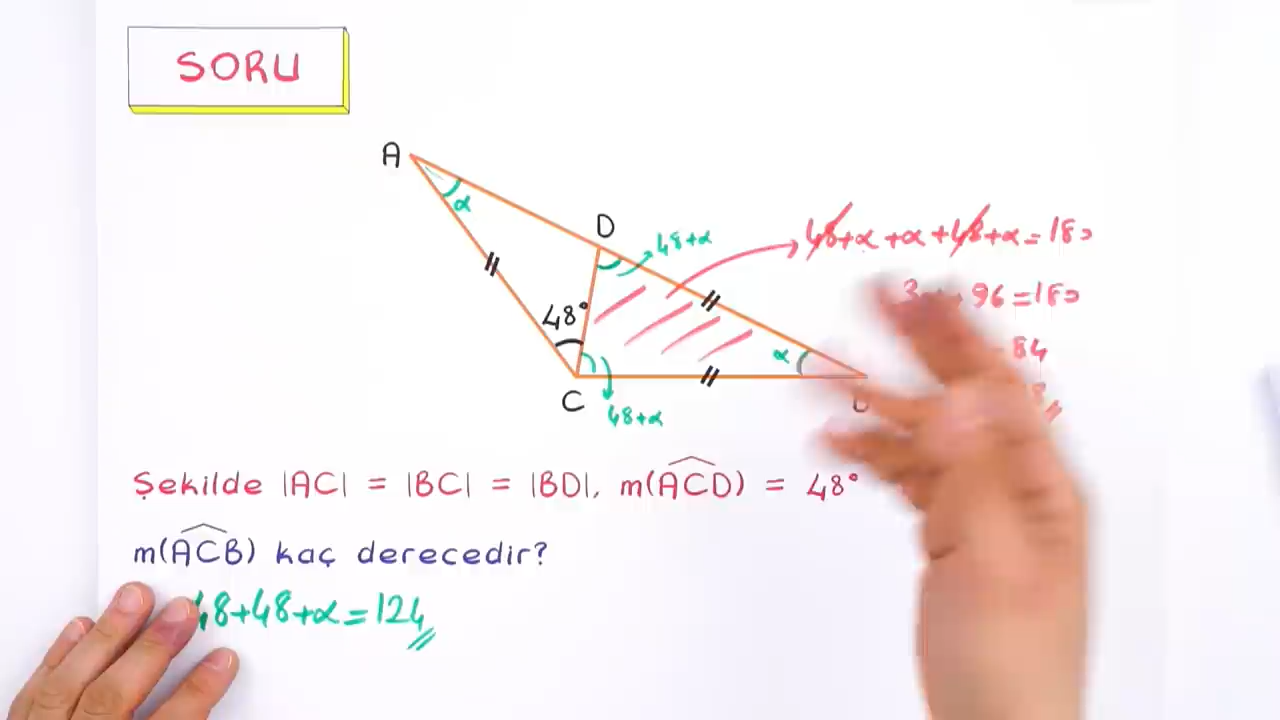 SORU
A
α
D
48+α
48+α+α+48+α=180
96=180
84
48°
α
C
48+α
Şekilde |AC| = |BC| = |BD|, m(ACD) = 48°
m(ACB) kaç derecedir?
48+48+α=124